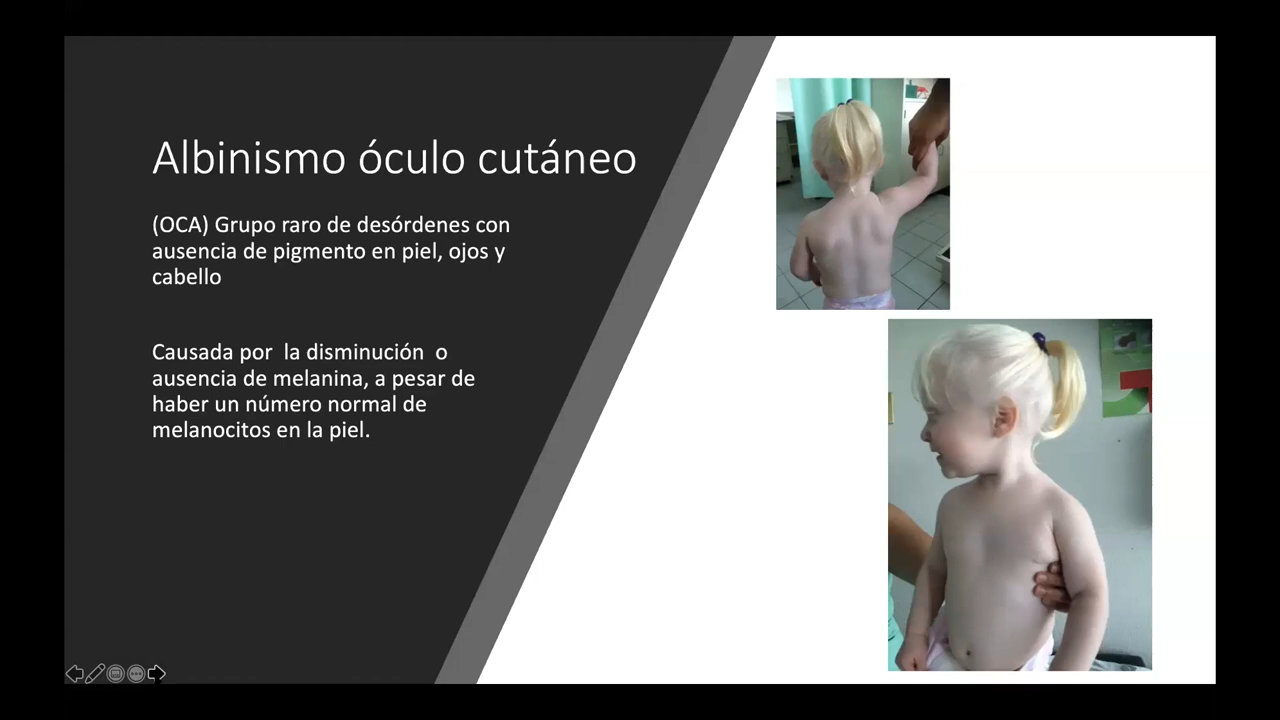 Albinismo óculo cutáneo
(OCA) Grupo raro de desórdenes con
ausencia de pigmento en piel, ojos y
cabello
Causada por  la disminución  o
ausencia de melanina, a pesar de
haber un número normal de
melanocitos en la piel.